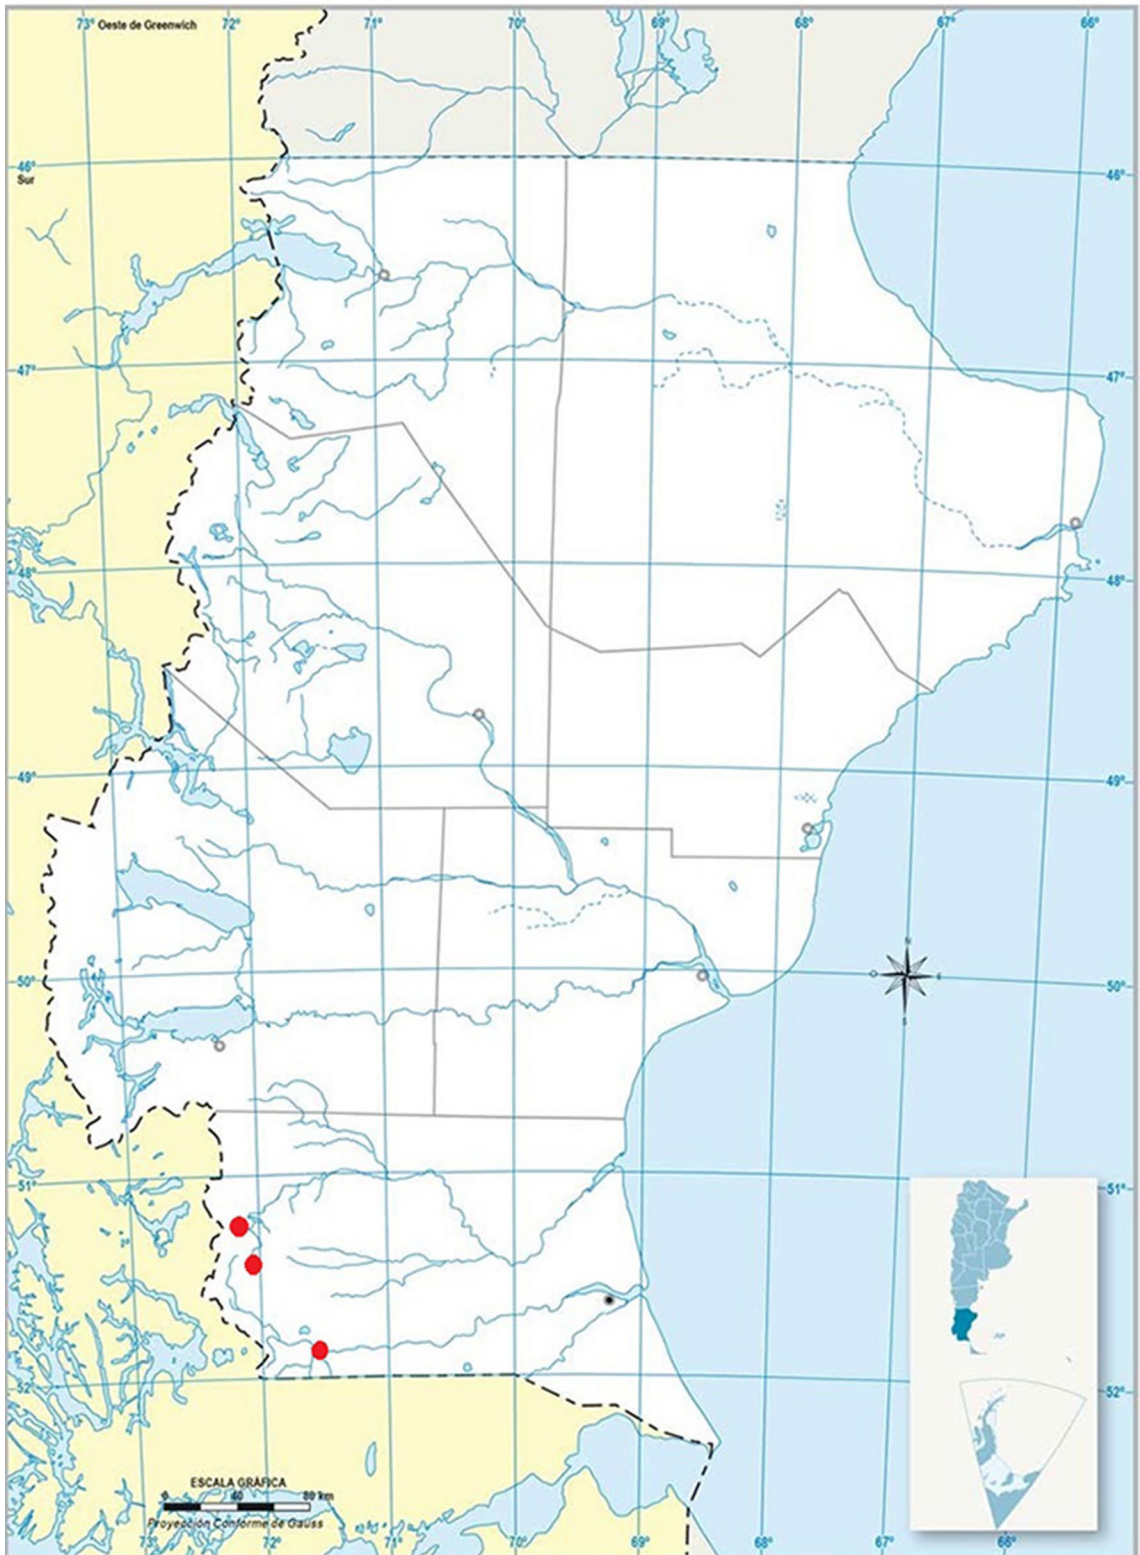 73° Oeste de Greenwich 72° 71° 70° 69° 68° 67° 66°
46° 46°
Sur
47° 47°
48° 48°
49° 49°
N
O E
S
50° 50°
51° 51°
52° 52°
ESCALA GRÁFICA
0 40 80 km
Proyección Conforme de Gauss
73° 72° 71° 70° 69° 68° 67° 66°